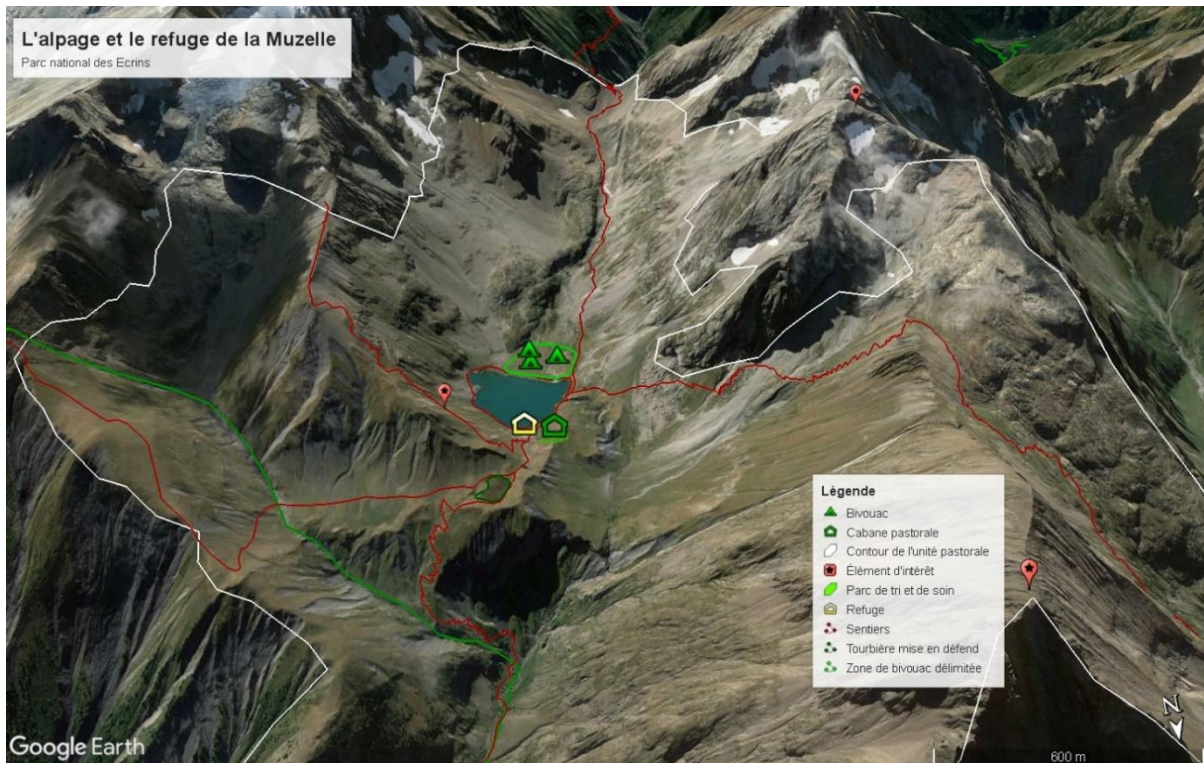 L'alpage et le refuge de la Muzelle
Parc national des Ecrins
Légende
Bivouac
Cabane pastorale
Contour de l'unité pastorale
Élément d'intérêt
Parc de tri et de soin
Refuge
Sentiers
Tourbière mise en défend
Zone de bivouac délimitée
N
Google Earth
600 m